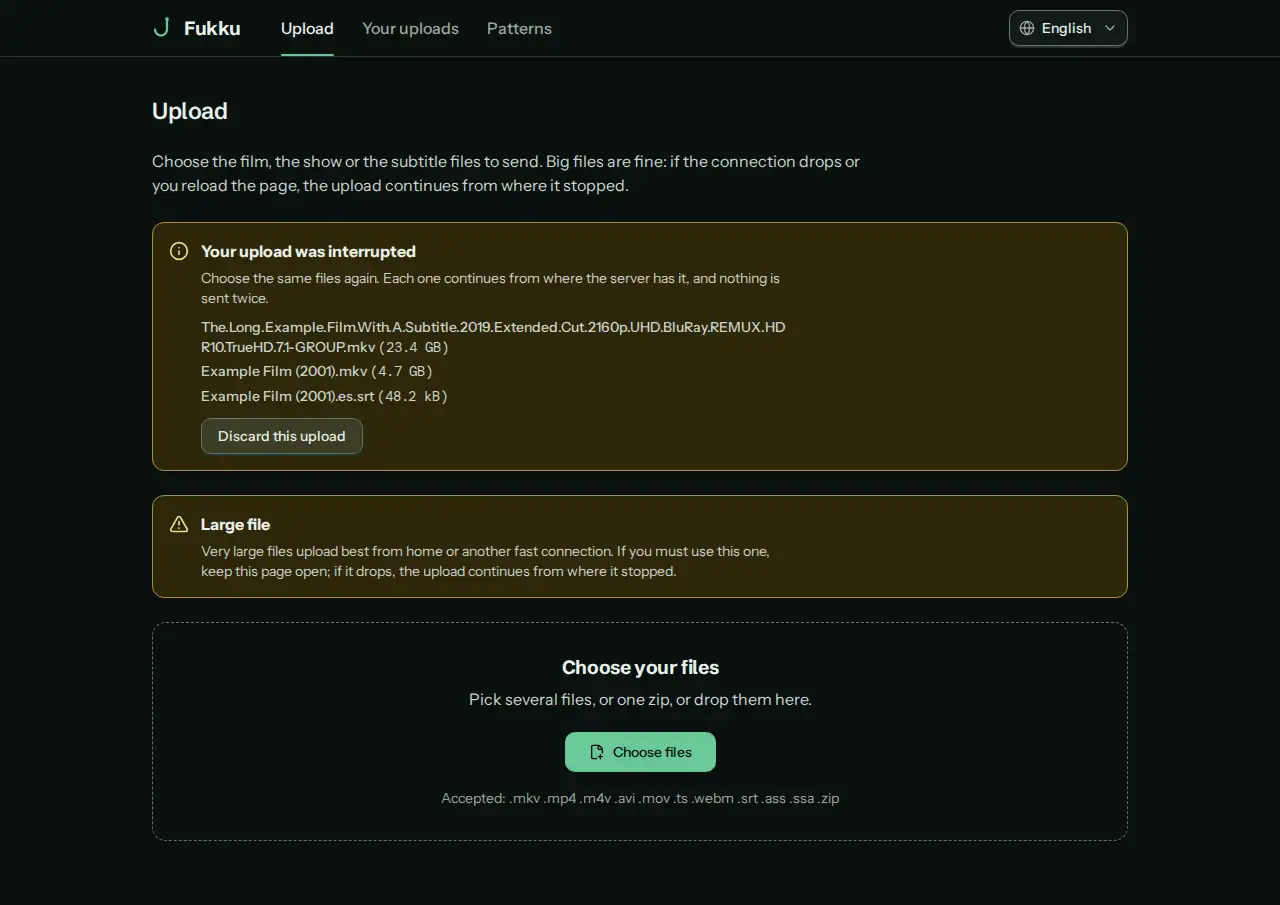 Fukku
Upload
Your uploads
Patterns
English
Upload
Choose the film, the show or the subtitle files to send. Big files are fine: if the connection drops or
you reload the page, the upload continues from where it stopped.
Your upload was interrupted
Choose the same files again. Each one continues from where the server has it, and nothing is
sent twice.
The.Long.Example.Film.With.A.Subtitle.2019.Extended.Cut.2160p.UHD.BluRay.REMUX.HD
R10.TrueHD.7.1-GROUP.mkv (23.4 GB)
Example Film (2001).mkv (4.7 GB)
Example Film (2001).es.srt (48.2 kB)
Discard this upload
Large file
Very large files upload best from home or another fast connection. If you must use this one,
keep this page open; if it drops, the upload continues from where it stopped.
Choose your files
Pick several files, or one zip, or drop them here.
Choose files
Accepted: .mkv .mp4 .m4v .avi .mov .ts .webm .srt .ass .ssa .zip